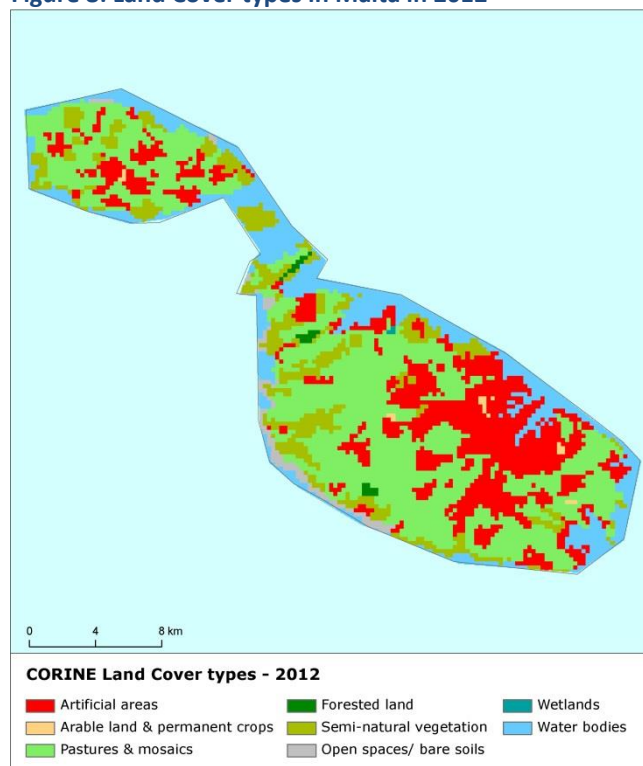 Figure 3: Land Cover types in Malta in 2012
0 4 8 km
CORINE Land Cover types - 2012
Artificial areas Forested land Wetlands
Arable land & permanent crops Semi-natural vegetation Water bodies
Pastures & mosaics Open spaces/ bare soils